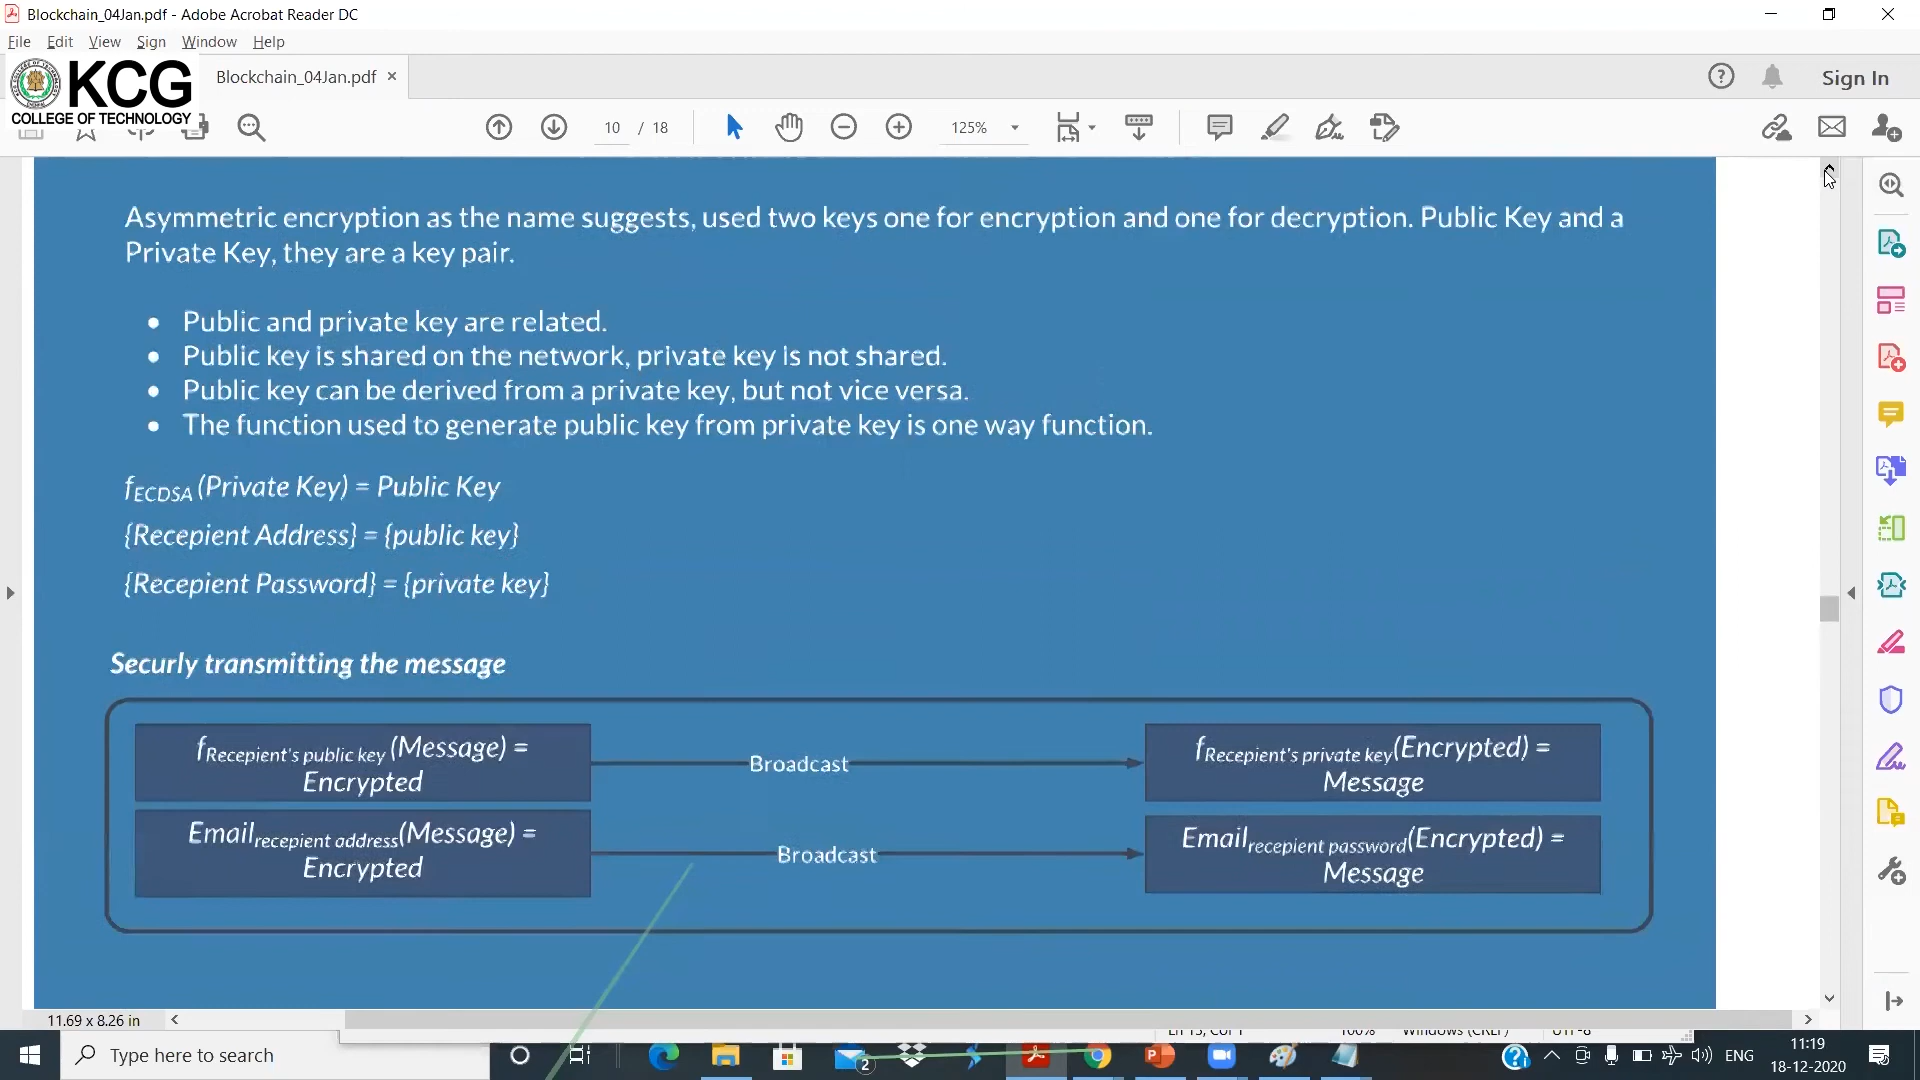 Blockchain_04Jan.pdf - Adobe Acrobat Reader DC
File Edit View Sign Window Help
KCG
COLLEGE OF TECHNOLOGY
Blockchain_04Jan.pdf ×
Sign In
10 / 18
125%
Asymmetric encryption as the name suggests, used two keys one for encryption and one for decryption. Public Key and a
Private Key, they are a key pair.
• Public and private key are related.
• Public key is shared on the network, private key is not shared.
• Public key can be derived from a private key, but not vice versa.
• The function used to generate public key from private key is one way function.
fECDSA (Private Key) = Public Key
{Recepient Address} = {public key}
{Recepient Password} = {private key}
Securly transmitting the message
fRecepient's public key (Message) =
Encrypted
Broadcast
fRecepient's private key(Encrypted) =
Message
Emailrecepient address(Message) =
Encrypted
Broadcast
Emailrecepient password(Encrypted) =
Message
11.69 x 8.26 in
Type here to search
2
ENG
11:19
18-12-2020